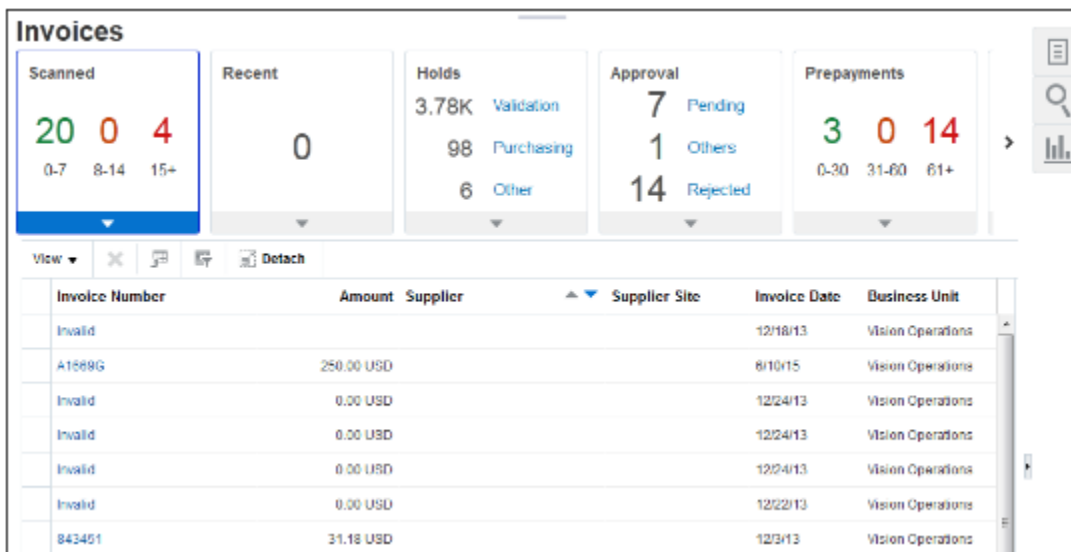 Invoices
Scanned Recent Holds Approval Prepayments
3.78K Validation 7 Pending
20 0 4 0 98 Purchasing 1 Others 3 0 14
0-7 8-14 15+ 6 Other 14 Rejected 0-30 31-60 61+
View Detach
Invoice Number Amount Supplier Supplier Site Invoice Date Business Unit
Invalid 12/18/13 Vision Operations
A1669G 250.00 USD 6/10/15 Vision Operations
Invalid 0.00 USD 12/24/13 Vision Operations
Invalid 0.00 USD 12/24/13 Vision Operations
Invalid 0.00 USD 12/24/13 Vision Operations
Invalid 0.00 USD 12/22/13 Vision Operations
843451 31.18 USD 12/3/13 Vision Operations